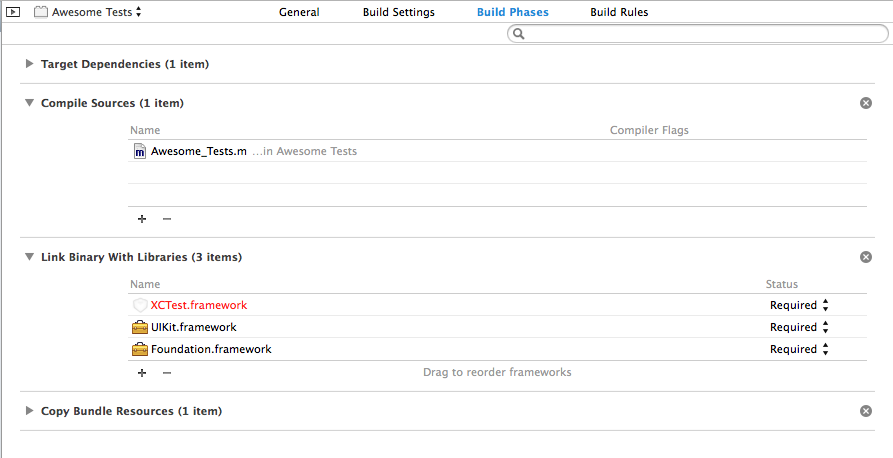 Awesome Tests General Build Settings Build Phases Build Rules
Target Dependencies (1 item)
Compile Sources (1 item)
Name Compiler Flags
Awesome_Tests.m ...in Awesome Tests
Link Binary With Libraries (3 items)
Name Status
XCTest.framework Required
UIKit.framework Required
Foundation.framework Required
Drag to reorder frameworks
Copy Bundle Resources (1 item)